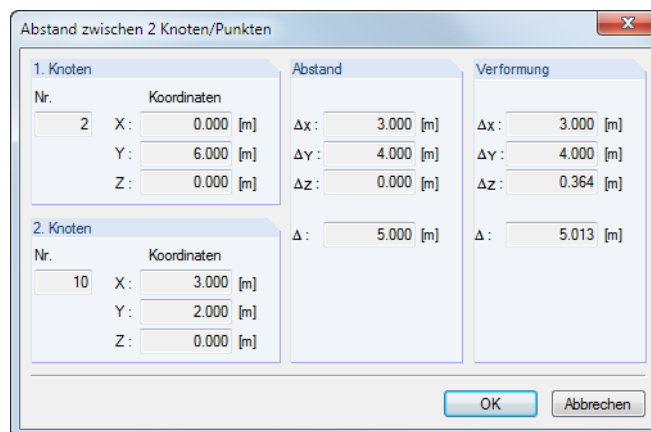 Abstand zwischen 2 Knoten/Punkten
1. Knoten
Nr. Koordinaten
2 X : 0.000 [m]
Y : 6.000 [m]
Z : 0.000 [m]
2. Knoten
Nr. Koordinaten
10 X : 3.000 [m]
Y : 2.000 [m]
Z : 0.000 [m]
Abstand
ΔX : 3.000 [m]
ΔY : 4.000 [m]
ΔZ : 0.000 [m]
Δ : 5.000 [m]
Verformung
ΔX : 3.000 [m]
ΔY : 4.000 [m]
ΔZ : 0.364 [m]
Δ : 5.013 [m]
OK Abbrechen